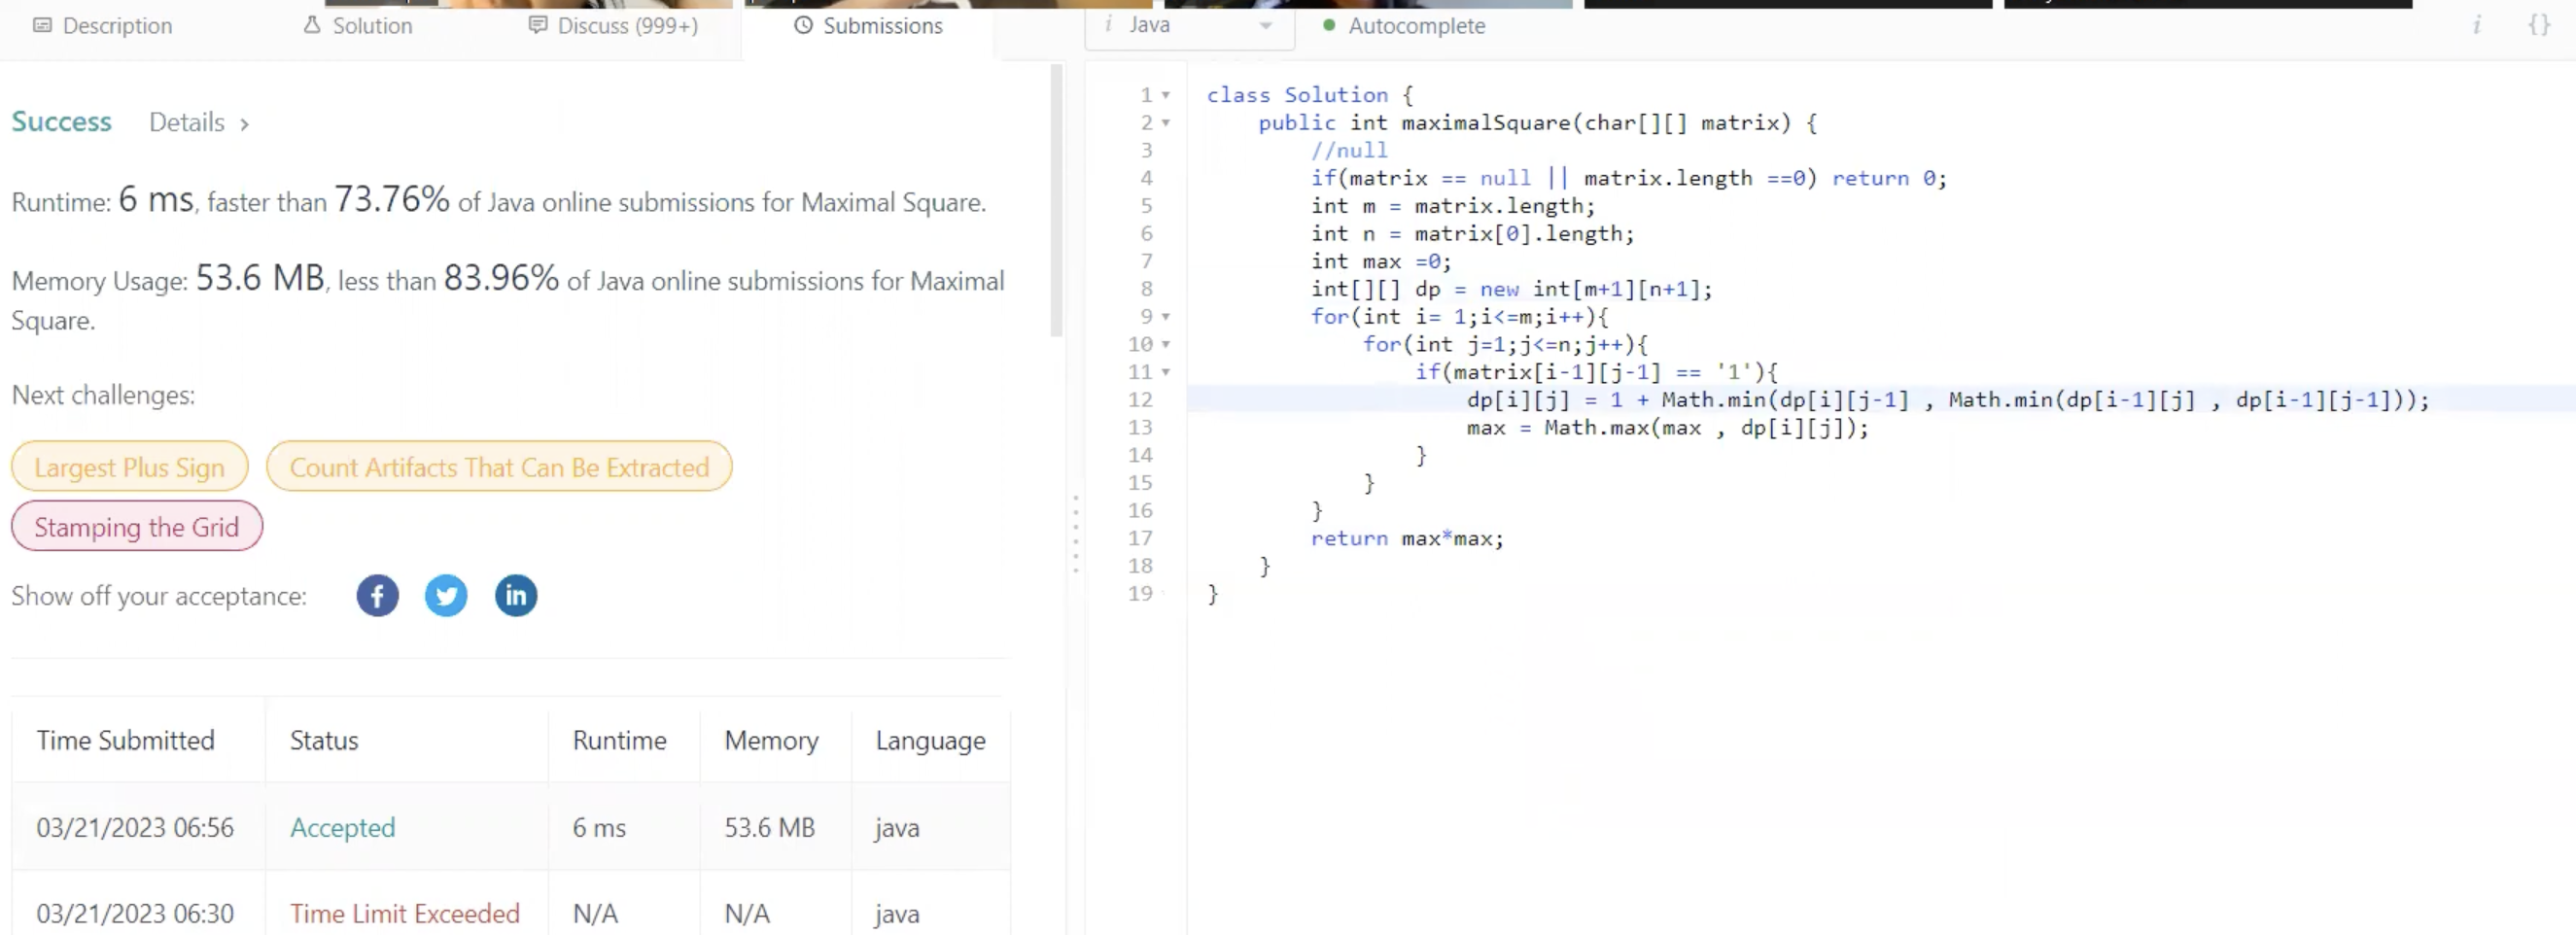 Description
Solution
Discuss (999+)
Submissions
i Java
Autocomplete
i {}
Success Details >
Runtime: 6 ms, faster than 73.76% of Java online submissions for Maximal Square.
Memory Usage: 53.6 MB, less than 83.96% of Java online submissions for Maximal
Square.
Next challenges:
Largest Plus Sign
Count Artifacts That Can Be Extracted
Stamping the Grid
Show off your acceptance:
f
in
Time Submitted Status Runtime Memory Language
03/21/2023 06:56 Accepted 6 ms 53.6 MB java
03/21/2023 06:30 Time Limit Exceeded N/A N/A java
1 class Solution {
2 public int maximalSquare(char[][] matrix) {
3 //null
4 if(matrix == null || matrix.length ==0) return 0;
5 int m = matrix.length;
6 int n = matrix[0].length;
7 int max =0;
8 int[][] dp = new int[m+1][n+1];
9 for(int i= 1;i<=m;i++){
10 for(int j=1;j<=n;j++){
11 if(matrix[i-1][j-1] == '1'){
12 dp[i][j] = 1 + Math.min(dp[i][j-1] , Math.min(dp[i-1][j] , dp[i-1][j-1]));
13 max = Math.max(max , dp[i][j]);
14 }
15 }
16 }
17 return max*max;
18 }
19 }